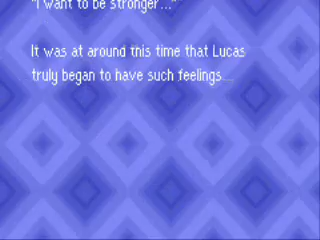 "I want to be stronger..."
It was at around this time that Lucas
truly began to have such feelings...